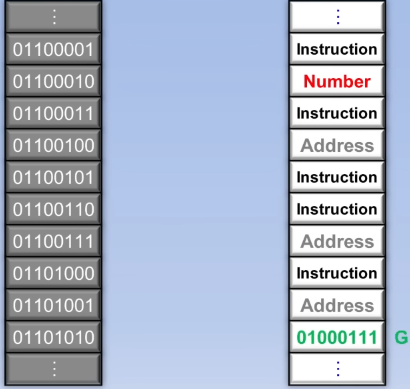 ⋮ ⋮
01100001 Instruction
01100010 Number
01100011 Instruction
01100100 Address
01100101 Instruction
01100110 Instruction
01100111 Address
01101000 Instruction
01101001 Address
01101010 01000111 G
⋮ ⋮